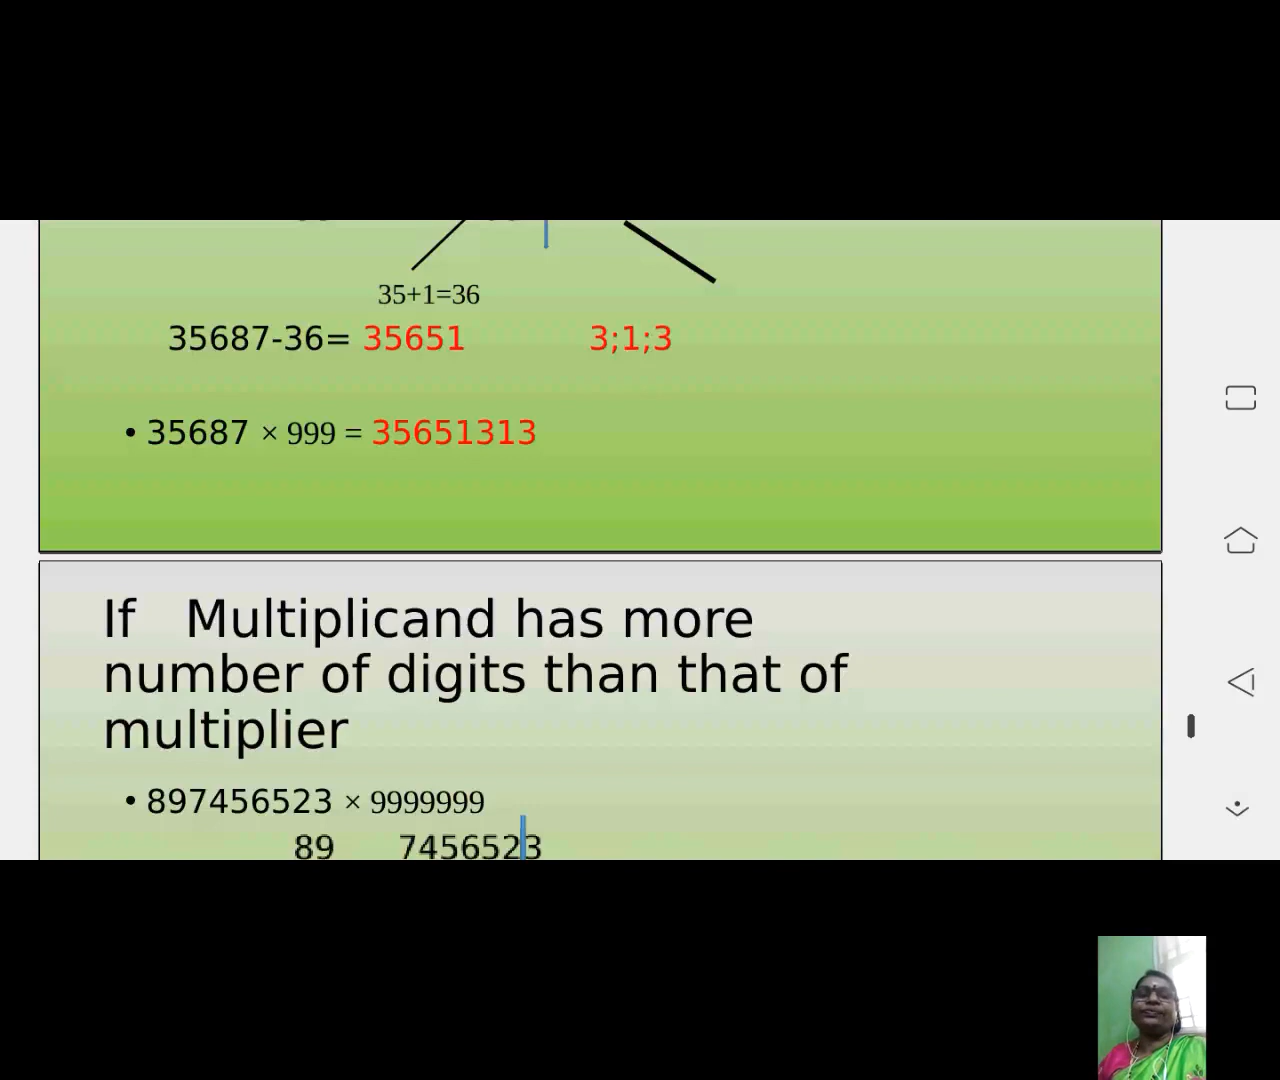 35+1=36
35687-36= 35651 3;1;3
• 35687 × 999 = 35651313
If Multiplicand has more
number of digits than that of
multiplier
• 897456523 × 9999999
89 7456523